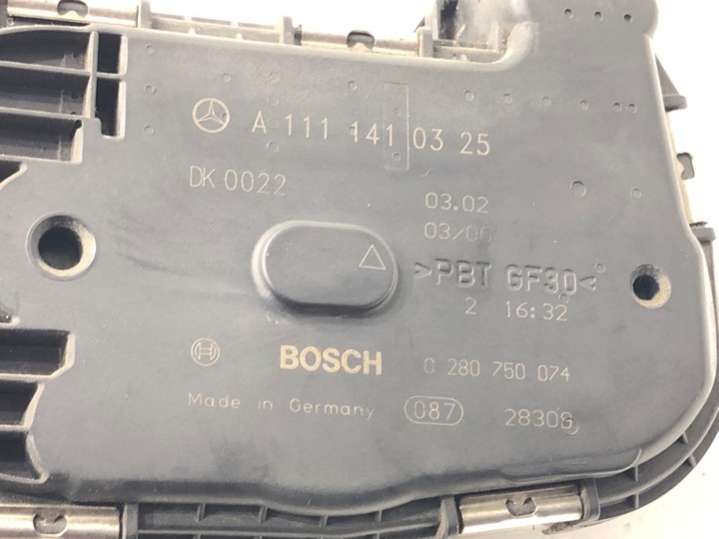 A 111 141 03 25
DK 0022
03.02
>PBT GF30<
2 16:32
BOSCH
0 280 750 074
Made in Germany
087